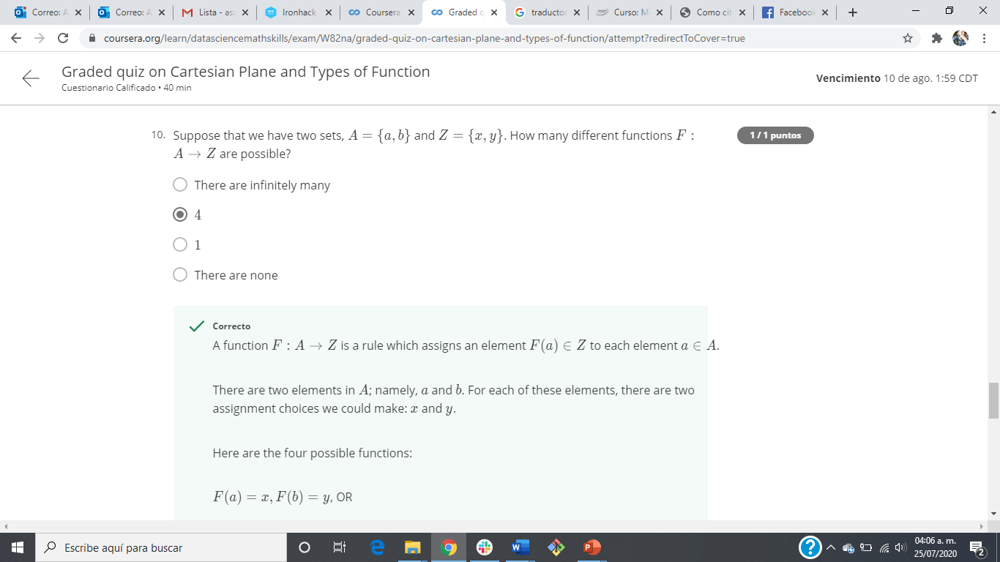 Correo: A
Correo: A
Lista - as
Ironhack
Coursera
Graded q
traductor
Curso: M
Como cit
Facebook
coursera.org/learn/datasciencemathskills/exam/W82na/graded-quiz-on-cartesian-plane-and-types-of-function/attempt?redirectToCover=true
Graded quiz on Cartesian Plane and Types of Function
Cuestionario Calificado • 40 min
Vencimiento 10 de ago. 1:59 CDT
10. Suppose that we have two sets, A = {a, b} and Z = {x, y}. How many different functions F :
A → Z are possible?
1 / 1 puntos
There are infinitely many
4
1
There are none
Correcto
A function F : A → Z is a rule which assigns an element F(a) ∈ Z to each element a ∈ A.
There are two elements in A; namely, a and b. For each of these elements, there are two
assignment choices we could make: x and y.
Here are the four possible functions:
F(a) = x, F(b) = y, OR
Escribe aquí para buscar
04:06 a. m.
25/07/2020
2